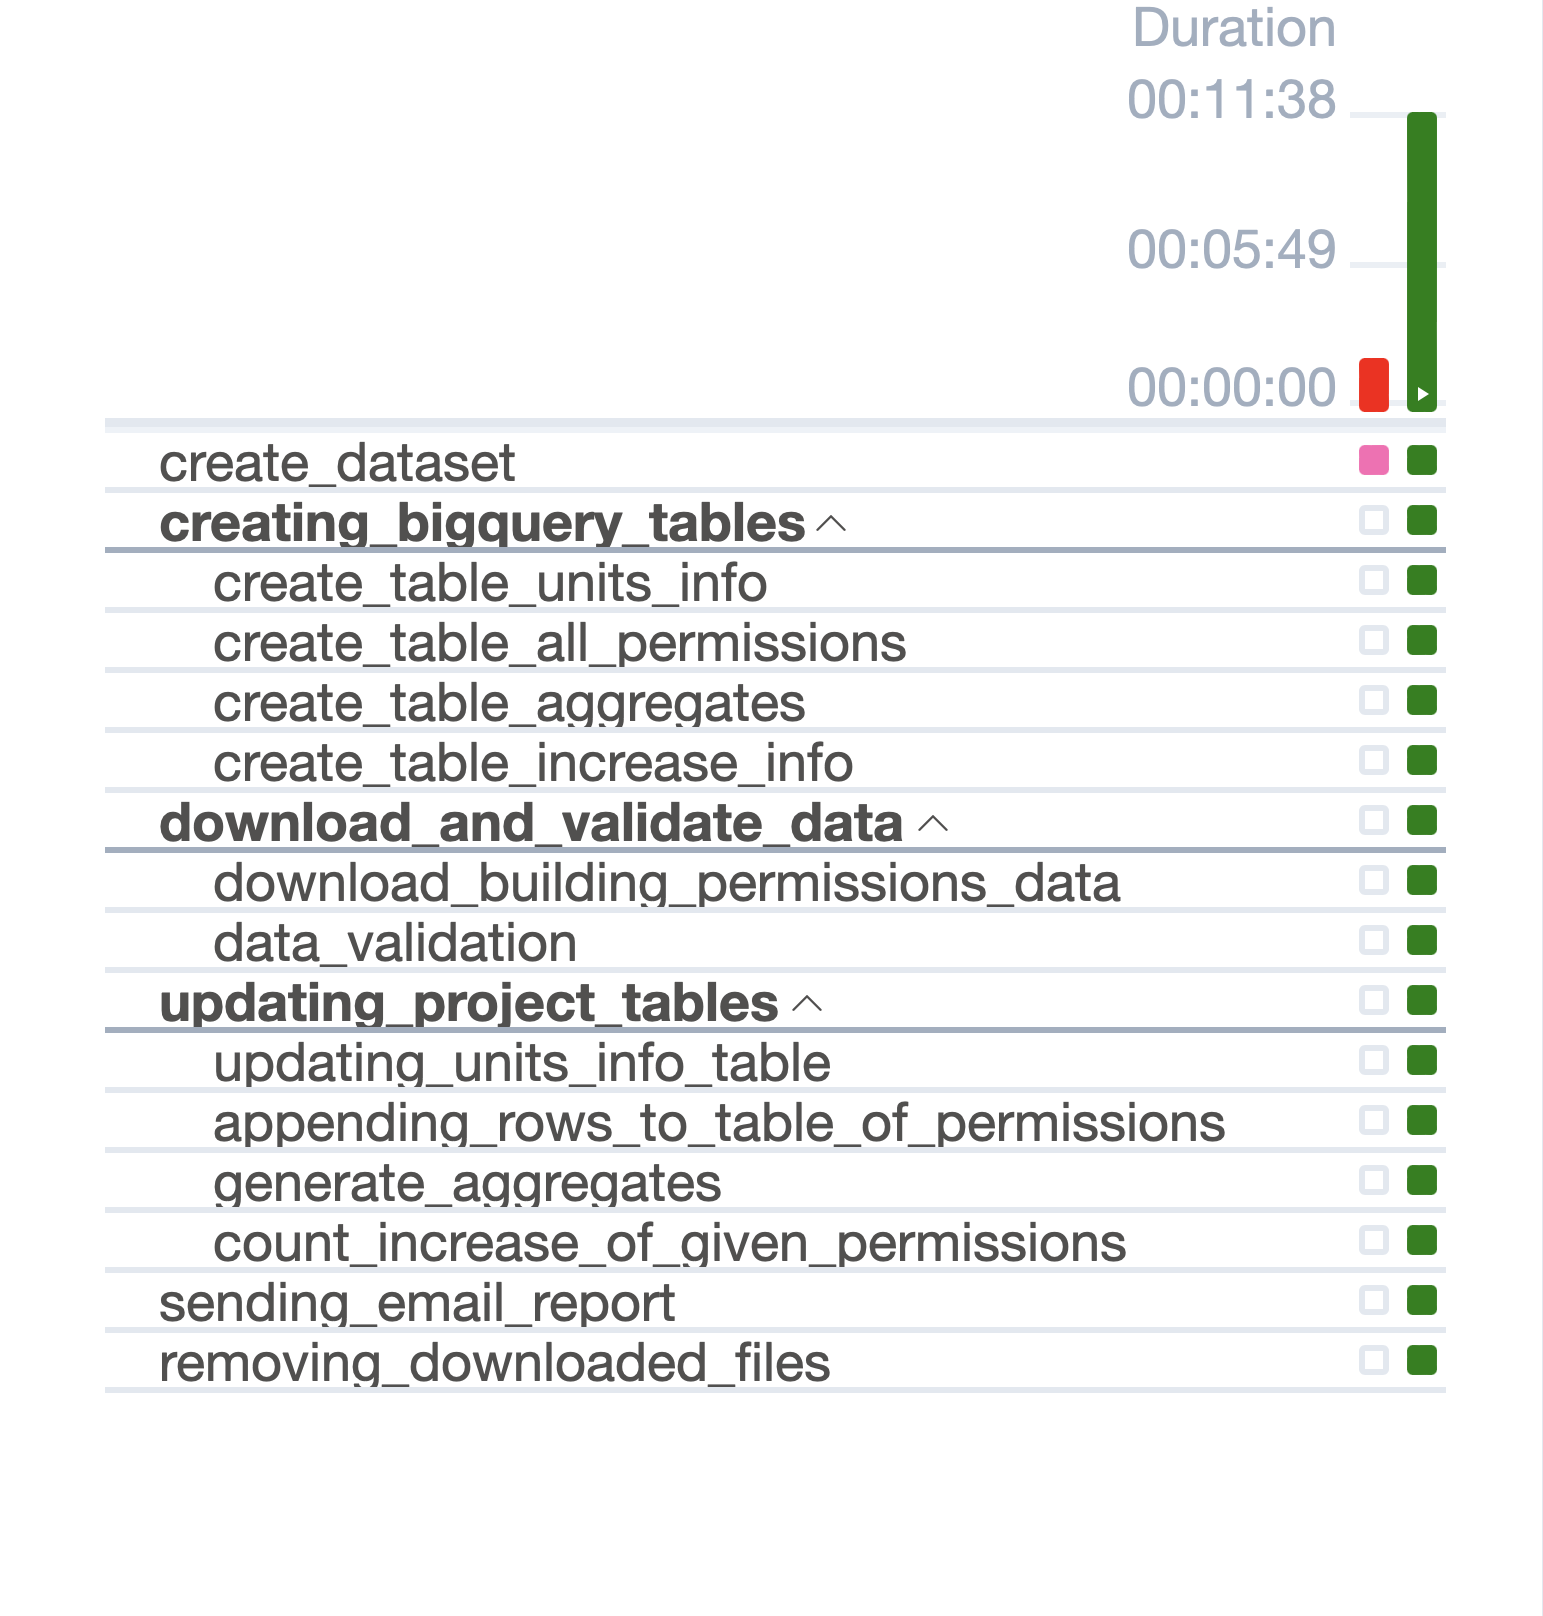 Duration
00:11:38
00:05:49
00:00:00
create_dataset
creating_bigquery_tables
create_table_units_info
create_table_all_permissions
create_table_aggregates
create_table_increase_info
download_and_validate_data
download_building_permissions_data
data_validation
updating_project_tables
updating_units_info_table
appending_rows_to_table_of_permissions
generate_aggregates
count_increase_of_given_permissions
sending_email_report
removing_downloaded_files